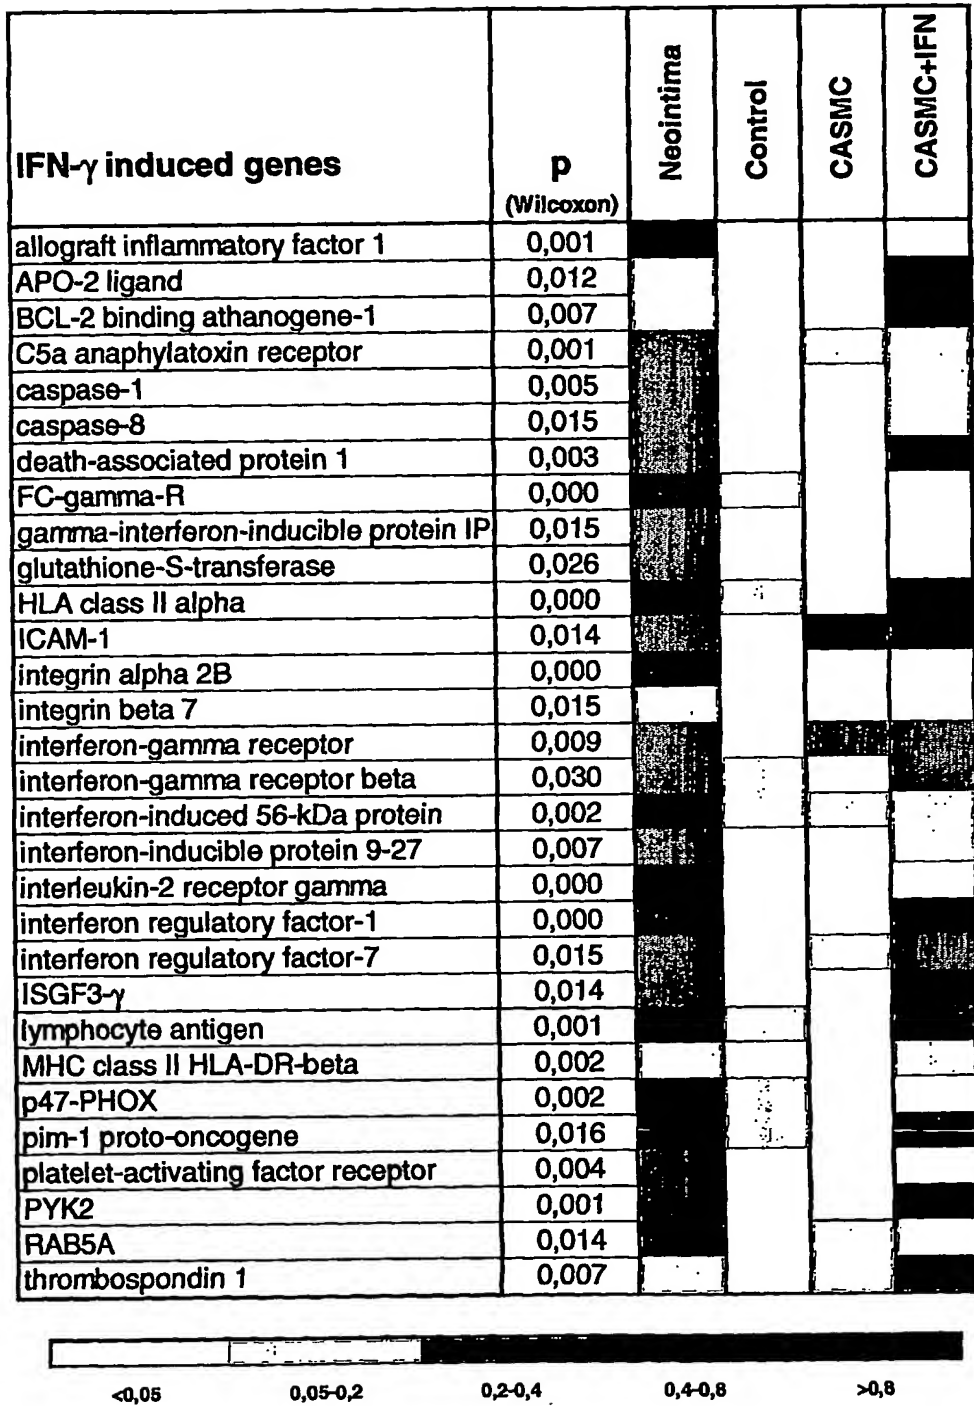 IFN-γ induced genes p Neointima Control CASMC CASMC+IFN
(Wilcoxon)
allograft inflammatory factor 1 0,001
APO-2 ligand 0,012
BCL-2 binding athanogene-1 0,007
C5a anaphylatoxin receptor 0,001
caspase-1 0,005
caspase-8 0,015
death-associated protein 1 0,003
FC-gamma-R 0,000
gamma-interferon-inducible protein IP 0,015
glutathione-S-transferase 0,026
HLA class II alpha 0,000
ICAM-1 0,014
integrin alpha 2B 0,000
integrin beta 7 0,015
interferon-gamma receptor 0,009
interferon-gamma receptor beta 0,030
interferon-induced 56-kDa protein 0,002
interferon-inducible protein 9-27 0,007
interleukin-2 receptor gamma 0,000
interferon regulatory factor-1 0,000
interferon regulatory factor-7 0,015
ISGF3-γ 0,014
lymphocyte antigen 0,001
MHC class II HLA-DR-beta 0,002
p47-PHOX 0,002
pim-1 proto-oncogene 0,016
platelet-activating factor receptor 0,004
PYK2 0,001
RAB5A 0,014
thrombospondin 1 0,007
<0,05 0,05-0,2 0,2-0,4 0,4-0,8 >0,8